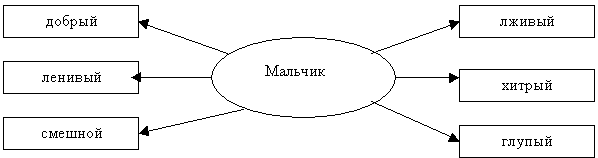 добрый
ленивый
смешной
Мальчик
лживый
хитрый
глупый